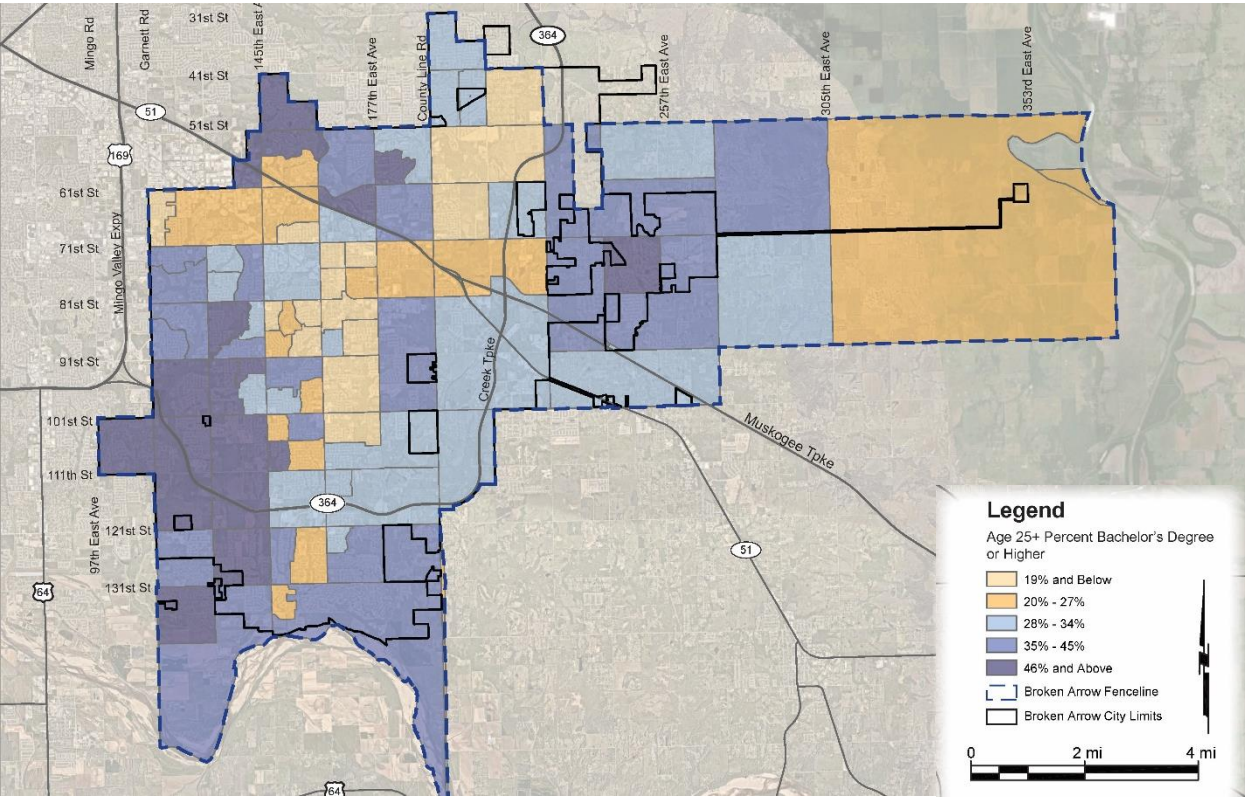 31st St
41st St
51st St
61st St
71st St
81st St
91st St
101st St
111st St
121st St
131st St
Mingo Rd
Garnett Rd
177th East Ave
County Line Rd
257th East Ave
305th East Ave
353rd East Ave
Mingo Valley Expy
97th East Ave
Creek Tpke
Muskogee Tpke
51
169
364
364
51
64
64
Legend
Age 25+ Percent Bachelor's Degree
or Higher
19% and Below
20% - 27%
28% - 34%
35% - 45%
46% and Above
Broken Arrow Fenceline
Broken Arrow City Limits
0 2 mi 4 mi
145th East